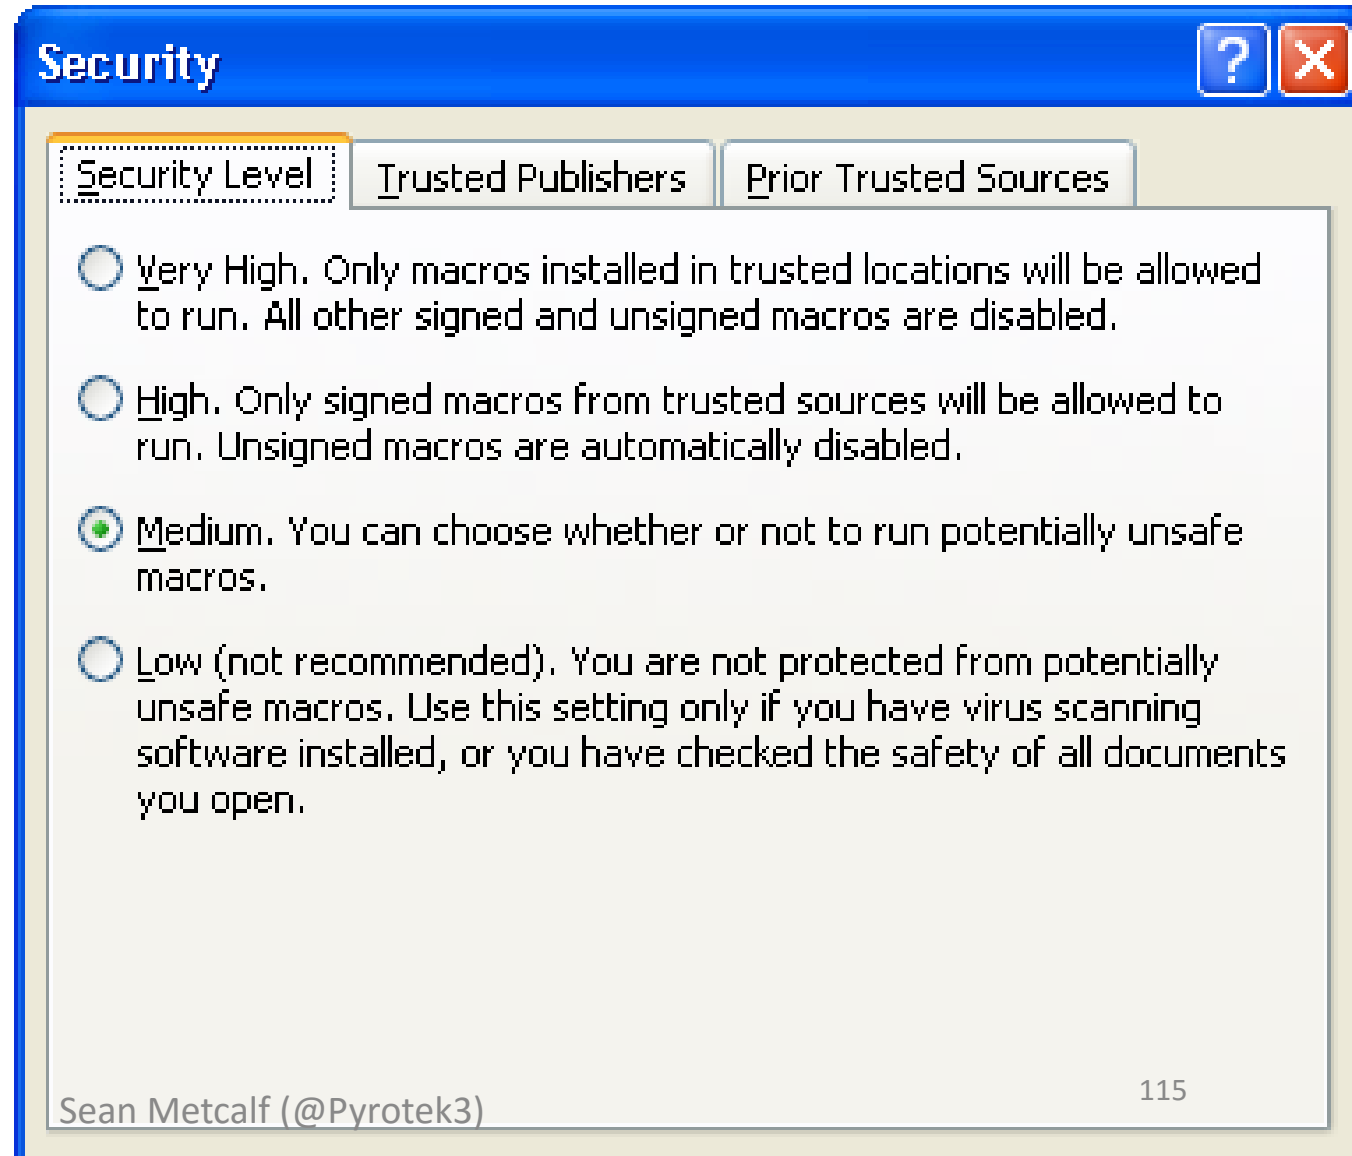 Security
?
Security Level
Trusted Publishers
Prior Trusted Sources
Very High. Only macros installed in trusted locations will be allowed
to run. All other signed and unsigned macros are disabled.
High. Only signed macros from trusted sources will be allowed to
run. Unsigned macros are automatically disabled.
Medium. You can choose whether or not to run potentially unsafe
macros.
Low (not recommended). You are not protected from potentially
unsafe macros. Use this setting only if you have virus scanning
software installed, or you have checked the safety of all documents
you open.
115
Sean Metcalf (@Pyrotek3)